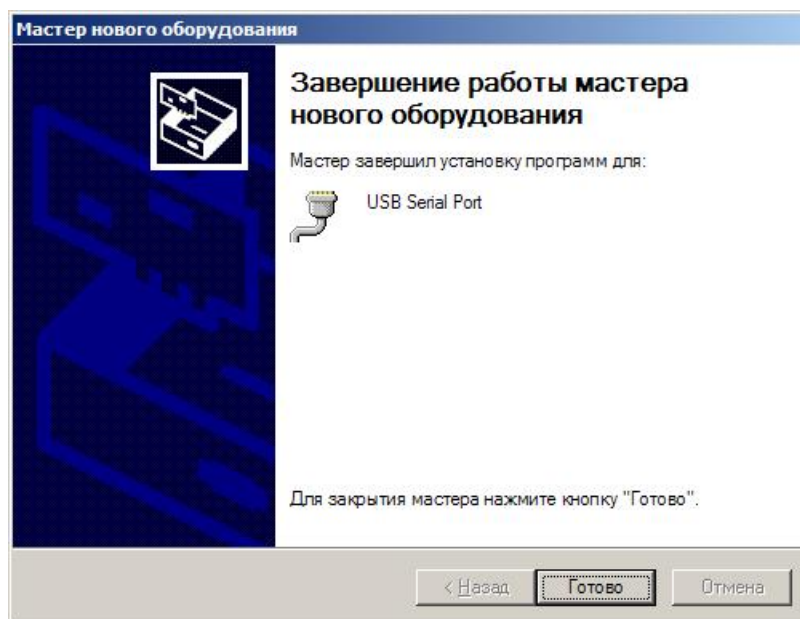 Мастер нового оборудования
Завершение работы мастера
нового оборудования
Мастер завершил установку программ для:
USB Serial Port
Для закрытия мастера нажмите кнопку "Готово".
< Назад
Готово
Отмена